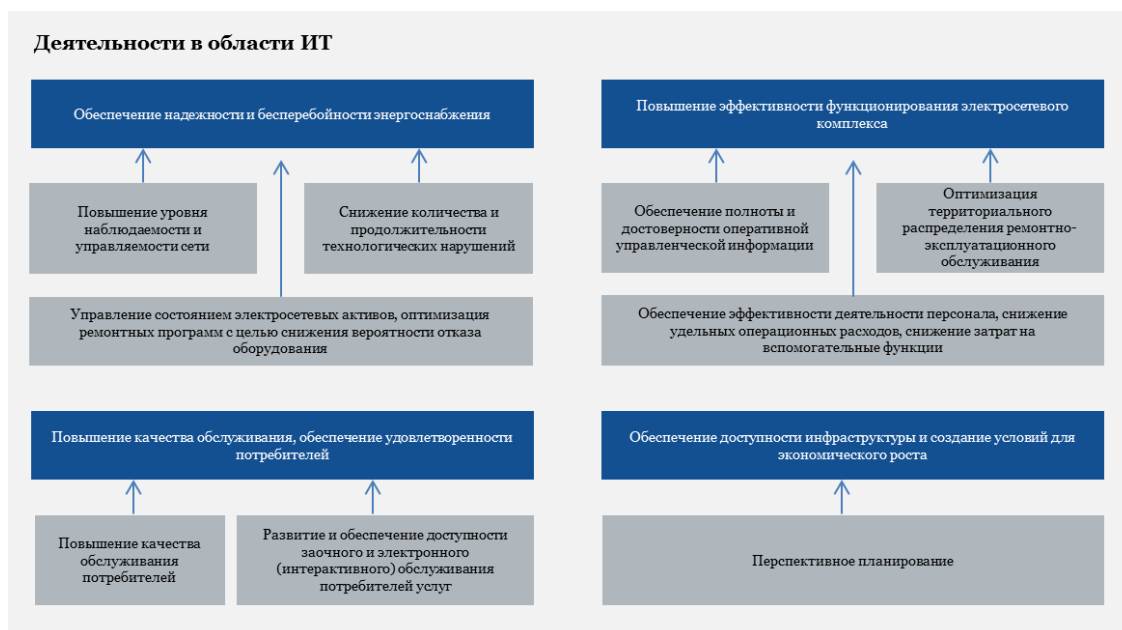 Деятельности в области ИТ
Обеспечение надежности и бесперебойности энергоснабжения
Повышение уровня
наблюдаемости и
управляемости сети
Снижение количества и
продолжительности
технологических нарушений
Управление состоянием электросетевых активов, оптимизация
ремонтных программ с целью снижения вероятности отказа
оборудования
Повышение эффективности функционирования электросетевого
комплекса
Обеспечение полноты и
достоверности оперативной
управленческой информации
Оптимизация
территориального
распределения ремонтно-
эксплуатационного
обслуживания
Обеспечение эффективности деятельности персонала, снижение
удельных операционных расходов, снижение затрат на
вспомогательные функции
Повышение качества обслуживания, обеспечение удовлетворенности
потребителей
Повышение качества
обслуживания
потребителей
Развитие и обеспечение доступности
заочного и электронного
(интерактивного) обслуживания
потребителей услуг
Обеспечение доступности инфраструктуры и создание условий для
экономического роста
Перспективное планирование